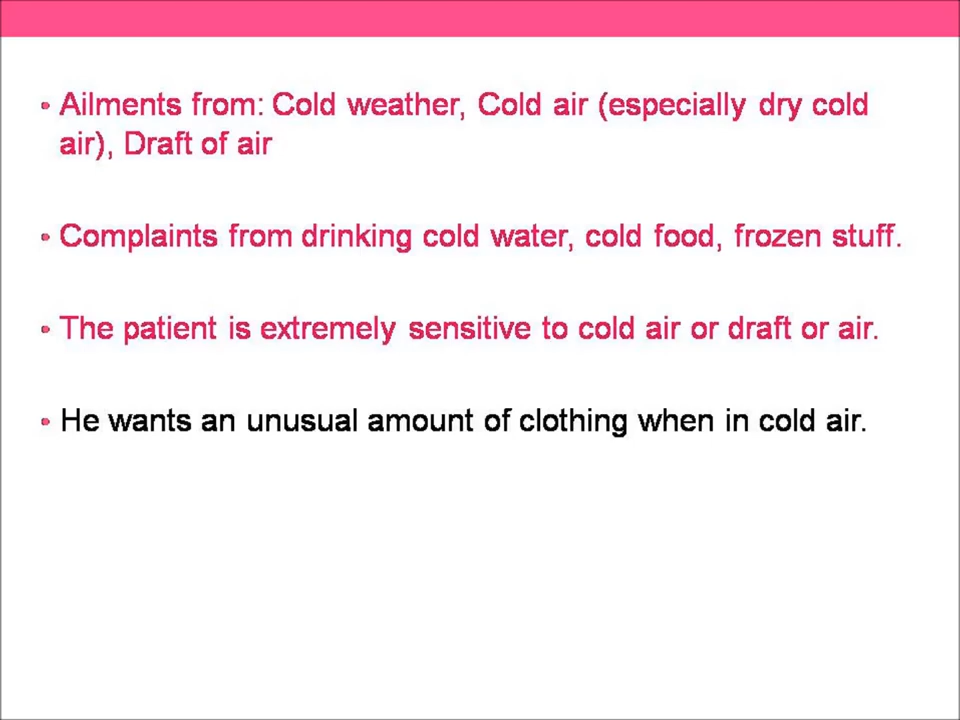 • Ailments from: Cold weather, Cold air (especially dry cold
air), Draft of air
• Complaints from drinking cold water, cold food, frozen stuff.
• The patient is extremely sensitive to cold air or draft or air.
• He wants an unusual amount of clothing when in cold air.